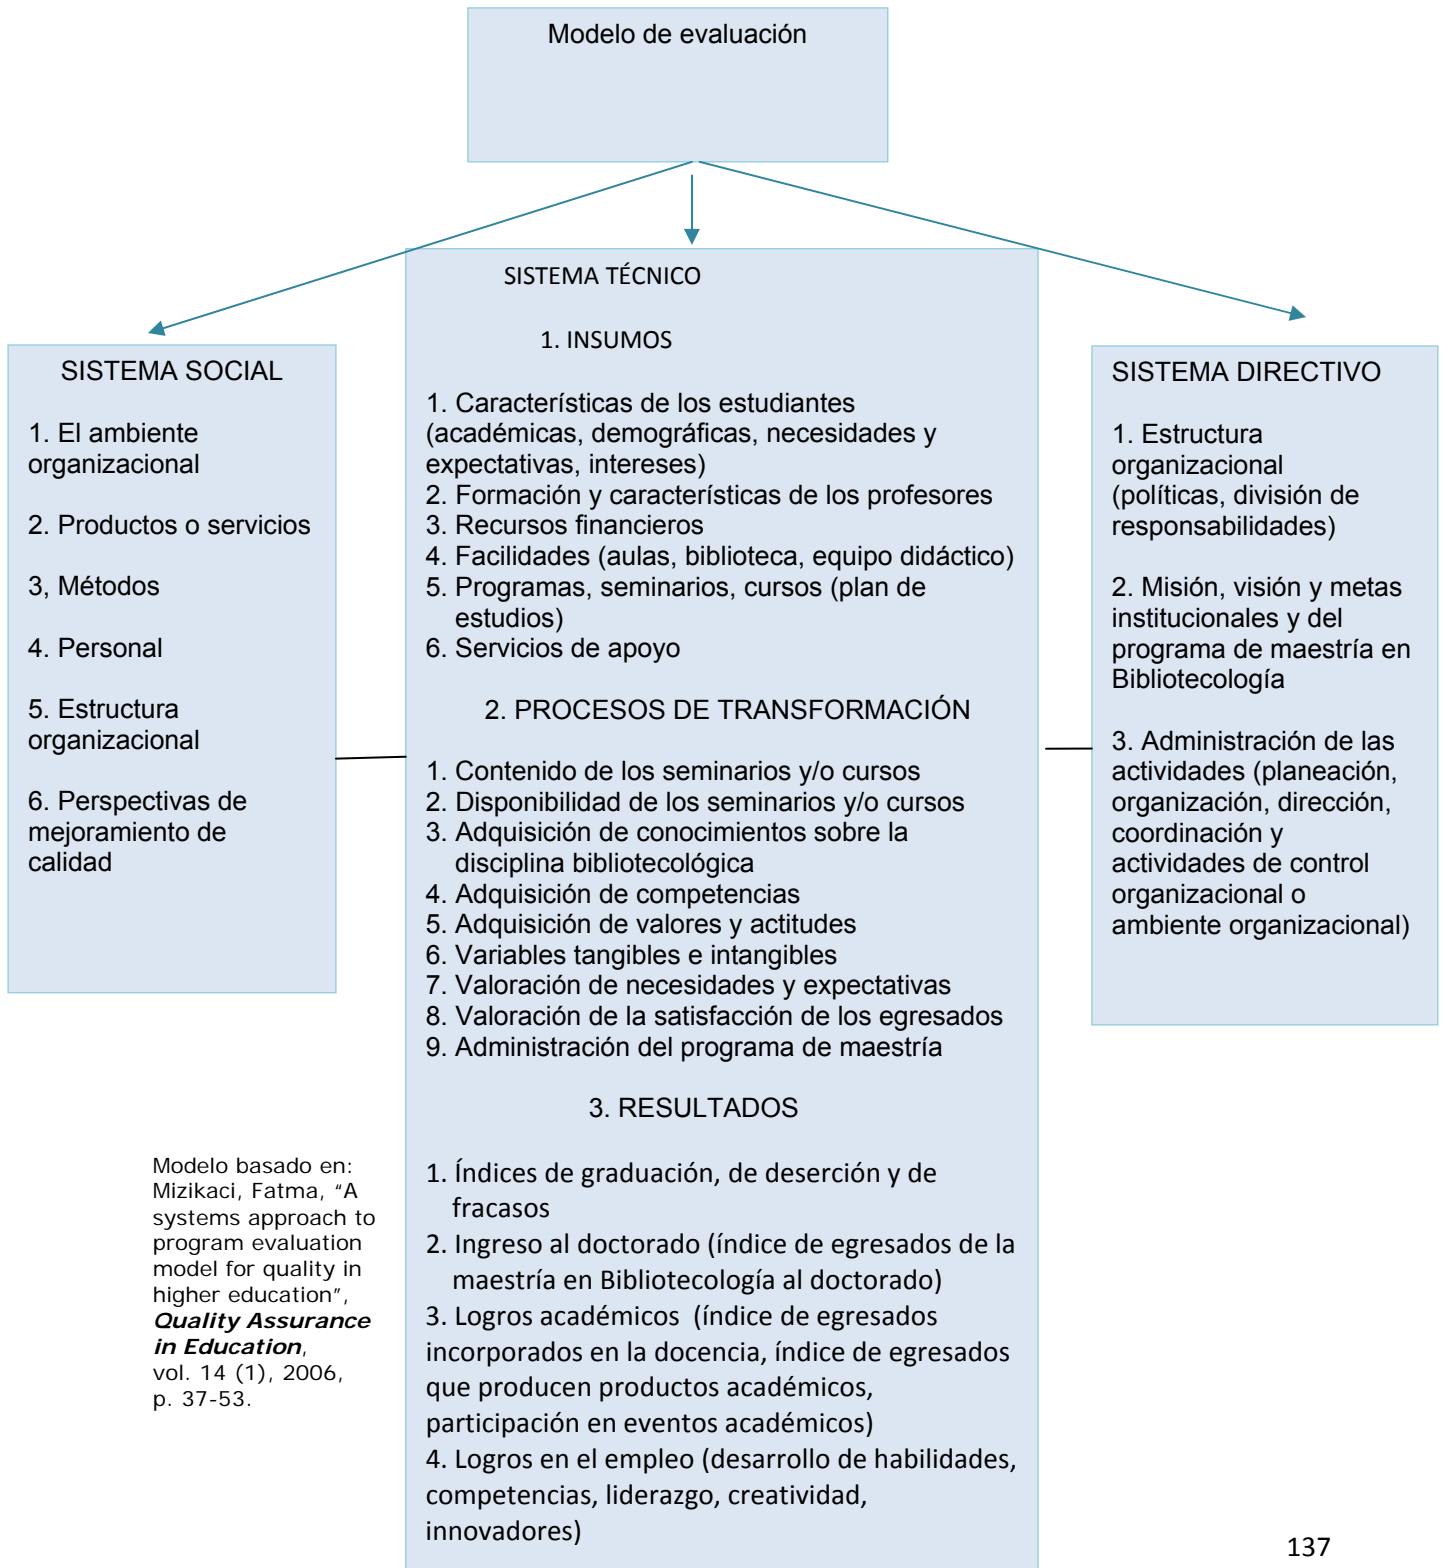 Modelo de evaluación
SISTEMA SOCIAL
1. El ambiente
organizacional
2. Productos o servicios
3, Métodos
4. Personal
5. Estructura
organizacional
6. Perspectivas de
mejoramiento de
calidad
SISTEMA TÉCNICO
1. INSUMOS
1. Características de los estudiantes
(académicas, demográficas, necesidades y
expectativas, intereses)
2. Formación y características de los profesores
3. Recursos financieros
4. Facilidades (aulas, biblioteca, equipo didáctico)
5. Programas, seminarios, cursos (plan de
estudios)
6. Servicios de apoyo
2. PROCESOS DE TRANSFORMACIÓN
1. Contenido de los seminarios y/o cursos
2. Disponibilidad de los seminarios y/o cursos
3. Adquisición de conocimientos sobre la
disciplina bibliotecológica
4. Adquisición de competencias
5. Adquisición de valores y actitudes
6. Variables tangibles e intangibles
7. Valoración de necesidades y expectativas
8. Valoración de la satisfacción de los egresados
9. Administración del programa de maestría
3. RESULTADOS
1. Índices de graduación, de deserción y de
fracasos
2. Ingreso al doctorado (índice de egresados de la
maestría en Bibliotecología al doctorado)
3. Logros académicos (índice de egresados
incorporados en la docencia, índice de egresados
que producen productos académicos,
participación en eventos académicos)
4. Logros en el empleo (desarrollo de habilidades,
competencias, liderazgo, creatividad,
innovadores)
SISTEMA DIRECTIVO
1. Estructura
organizacional
(políticas, división de
responsabilidades)
2. Misión, visión y metas
institucionales y del
programa de maestría en
Bibliotecología
3. Administración de las
actividades (planeación,
organización, dirección,
coordinación y
actividades de control
organizacional o
ambiente organizacional)
Modelo basado en:
Mizikaci, Fatma, “A
systems approach to
program evaluation
model for quality in
higher education”,
Quality Assurance
in Education,
vol. 14 (1), 2006,
p. 37-53.
137